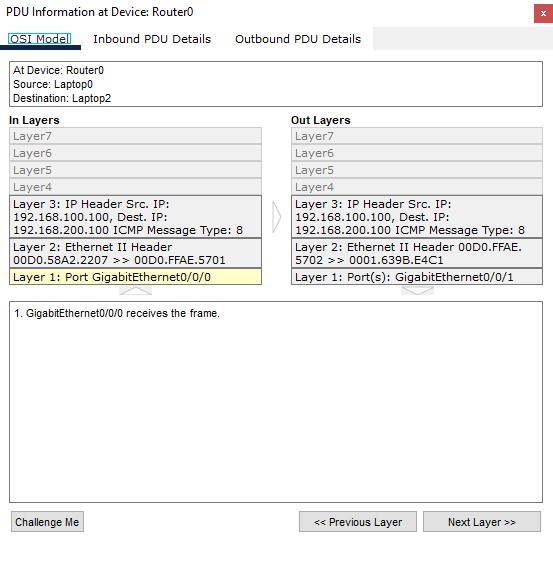 PDU Information at Device: Router0
x
OSI Model Inbound PDU Details Outbound PDU Details
At Device: Router0
Source: Laptop0
Destination: Laptop2
In Layers
Layer7
Layer6
Layer5
Layer4
Layer 3: IP Header Src. IP:
192.168.100.100, Dest. IP:
192.168.200.100 ICMP Message Type: 8
Layer 2: Ethernet II Header
00D0.58A2.2207 >> 00D0.FFAE.5701
Layer 1: Port GigabitEthernet0/0/0
Out Layers
Layer7
Layer6
Layer5
Layer4
Layer 3: IP Header Src. IP:
192.168.100.100, Dest. IP:
192.168.200.100 ICMP Message Type: 8
Layer 2: Ethernet II Header 00D0.FFAE.
5702 >> 0001.639B.E4C1
Layer 1: Port(s): GigabitEthernet0/0/1
1. GigabitEthernet0/0/0 receives the frame.
Challenge Me
<< Previous Layer
Next Layer >>